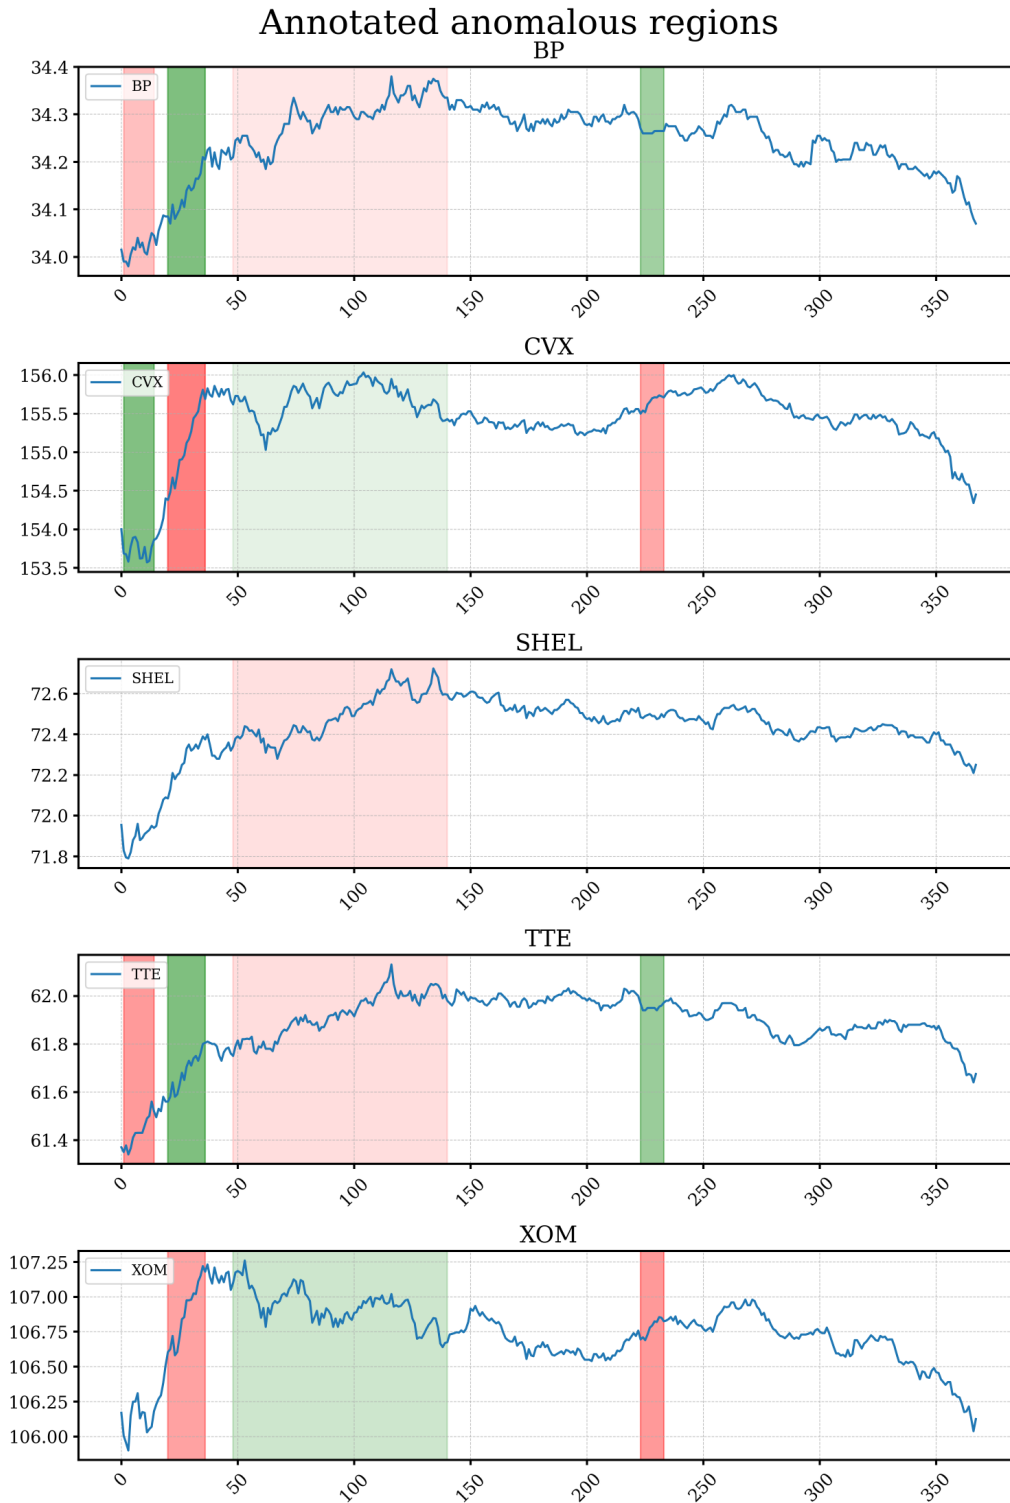 Annotated anomalous regions
BP
BP
34.4
34.3
34.2
34.1
34.0
0 50 100 150 200 250 300 350
CVX
CVX
156.0
155.5
155.0
154.5
154.0
153.5
0 50 100 150 200 250 300 350
SHEL
SHEL
72.6
72.4
72.2
72.0
71.8
0 50 100 150 200 250 300 350
TTE
TTE
62.0
61.8
61.6
61.4
0 50 100 150 200 250 300 350
XOM
XOM
107.25
107.00
106.75
106.50
106.25
106.00
0 50 100 150 200 250 300 350